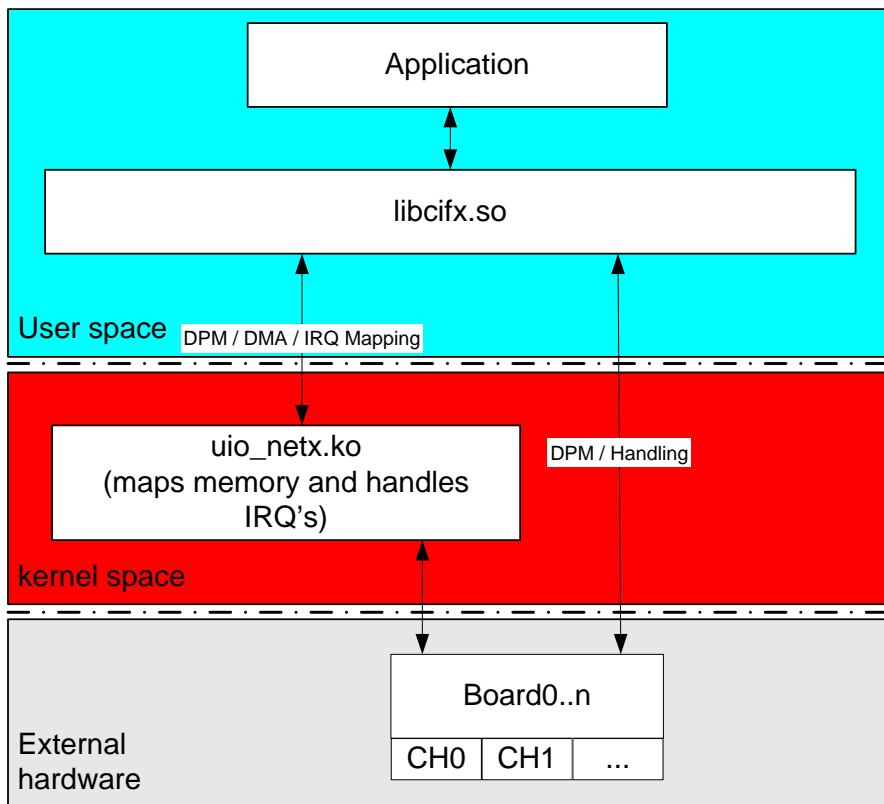 Application
libcifx.so
User space
DPM / DMA / IRQ Mapping
uio_netx.ko
(maps memory and handles
IRQ's)
DPM / Handling
kernel space
Board0..n
CH0 CH1 ...
External
hardware